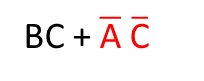 BC + A̅ C̅